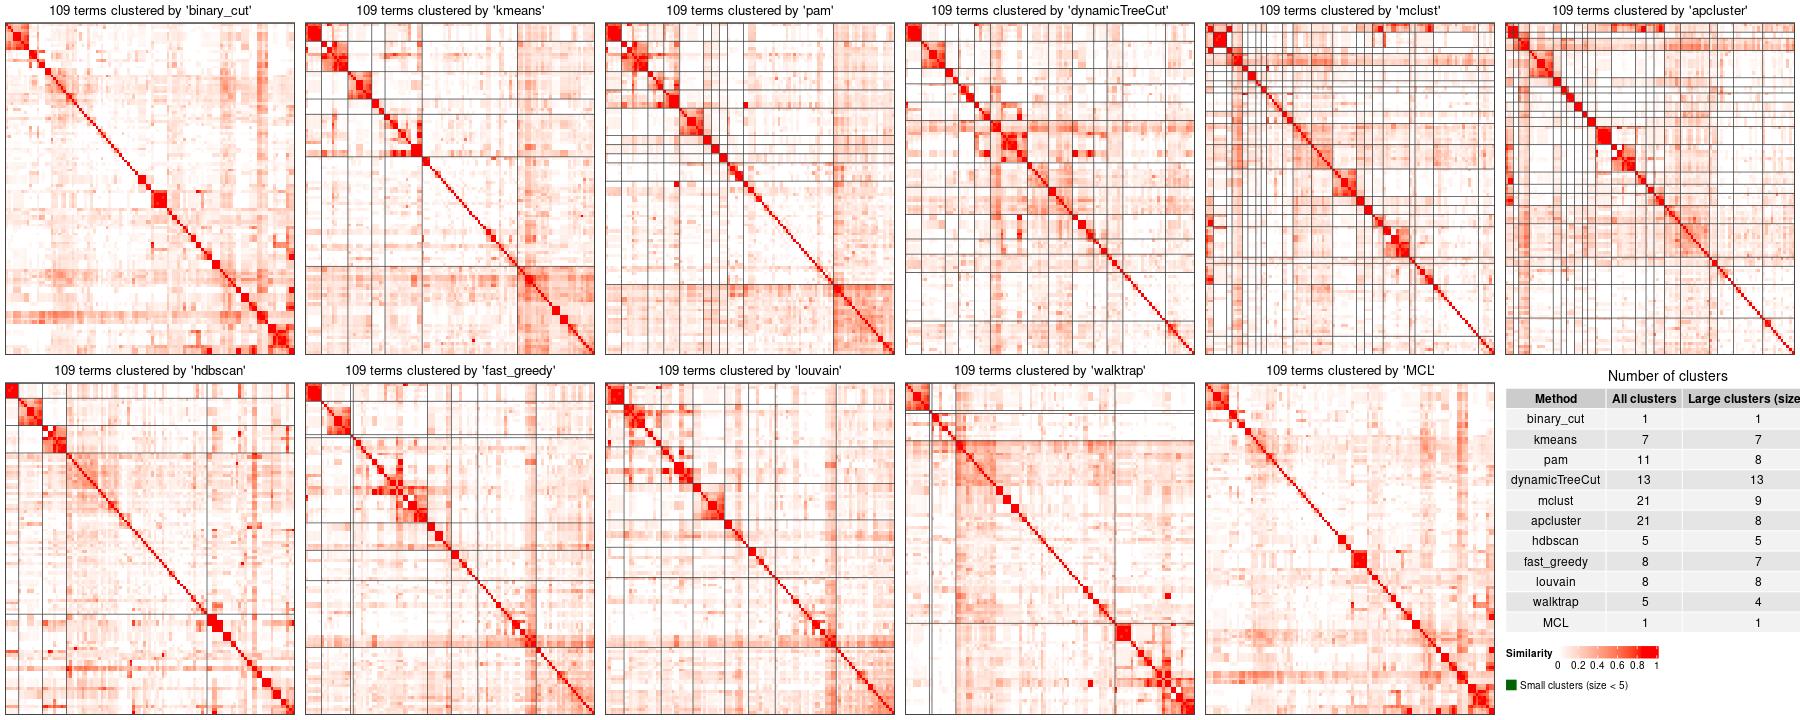 109 terms clustered by 'binary_cut'
109 terms clustered by 'kmeans'
109 terms clustered by 'pam'
109 terms clustered by 'dynamicTreeCut'
109 terms clustered by 'mclust'
109 terms clustered by 'apcluster'
109 terms clustered by 'hdbscan'
109 terms clustered by 'fast_greedy'
109 terms clustered by 'louvain'
109 terms clustered by 'walktrap'
109 terms clustered by 'MCL'
Number of clusters
Method All clusters Large clusters (size
binary_cut 1 1
kmeans 7 7
pam 11 8
dynamicTreeCut 13 13
mclust 21 9
apcluster 21 8
hdbscan 5 5
fast_greedy 8 7
louvain 8 8
walktrap 5 4
MCL 1 1
Similarity
0 0.2 0.4 0.6 0.8 1
Small clusters (size < 5)